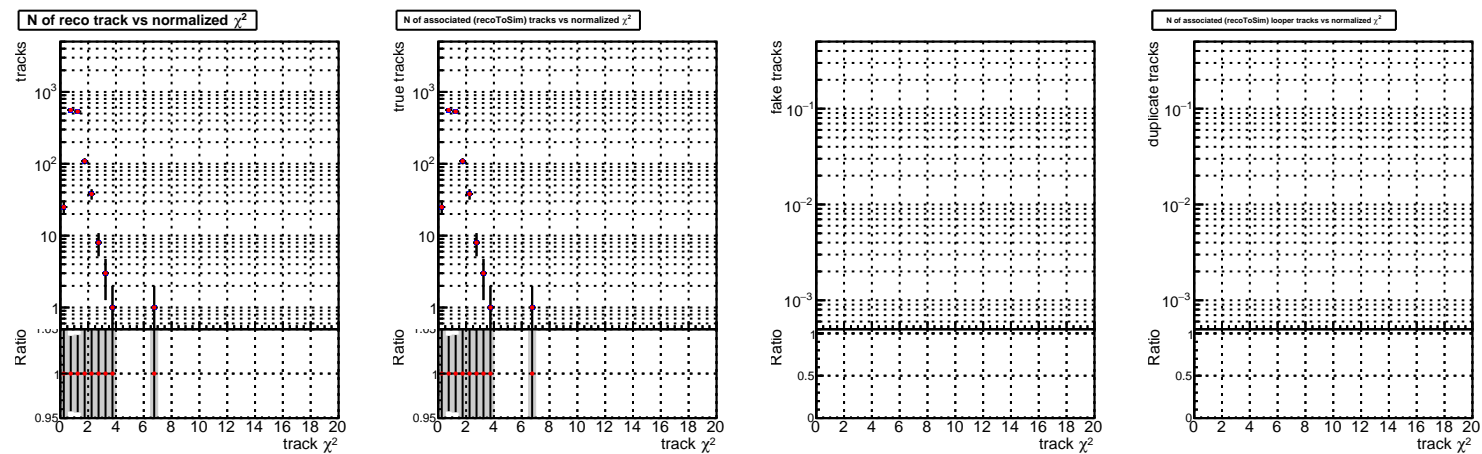 N of reco track vs normalized χ²
tracks
10³
10²
10
1
Ratio
1.05
1
0.95
0 2 4 6 8 10 12 14 16 18 20
track χ²
N of associated (recoToSim) tracks vs normalized χ²
true tracks
10³
10²
10
1
Ratio
1.05
1
0.95
0 2 4 6 8 10 12 14 16 18 20
track χ²
fake tracks
10⁻¹
10⁻²
10⁻³
Ratio
1
0.5
0
0 2 4 6 8 10 12 14 16 18 20
track χ²
N of associated (recoToSim) looper tracks vs normalized χ²
duplicate tracks
10⁻¹
10⁻²
10⁻³
Ratio
1
0.5
0
0 2 4 6 8 10 12 14 16 18 20
track χ²